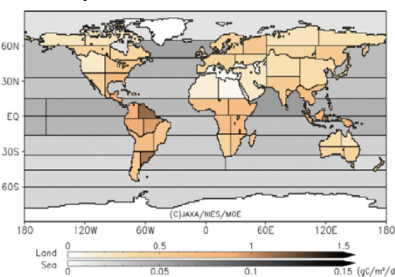 60N
30N
EQ
30S
60S
(C)JAXA/NIES/MOE
180 120W 60W 0 60E 120E 180
Land 0 0.5 1 1.5
Sea 0 0.05 0.1 0.15 (gC/m²/d